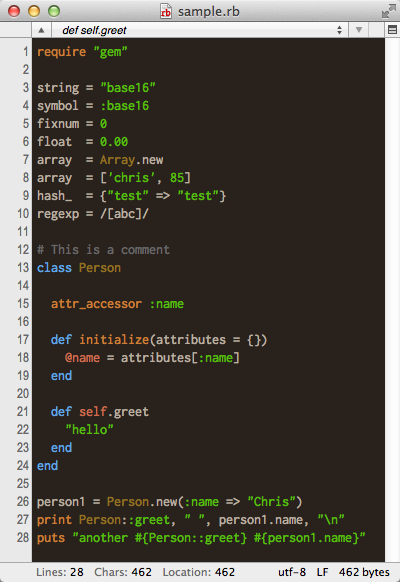 sample.rb
def self.greet
1 require "gem"
2
3 string = "base16"
4 symbol = :base16
5 fixnum = 0
6 float  = 0.00
7 array  = Array.new
8 array  = ['chris', 85]
9 hash_  = {"test" => "test"}
10 regexp = /[abc]/
11
12 # This is a comment
13 class Person
14
15   attr_accessor :name
16
17   def initialize(attributes = {})
18     @name = attributes[:name]
19   end
20
21   def self.greet
22     "hello"
23   end
24 end
25
26 person1 = Person.new(:name => "Chris")
27 print Person::greet, " ", person1.name, "\n"
28 puts "another #{Person::greet} #{person1.name}"
Lines: 28 Chars: 462 Location: 462 utf-8 LF 462 bytes